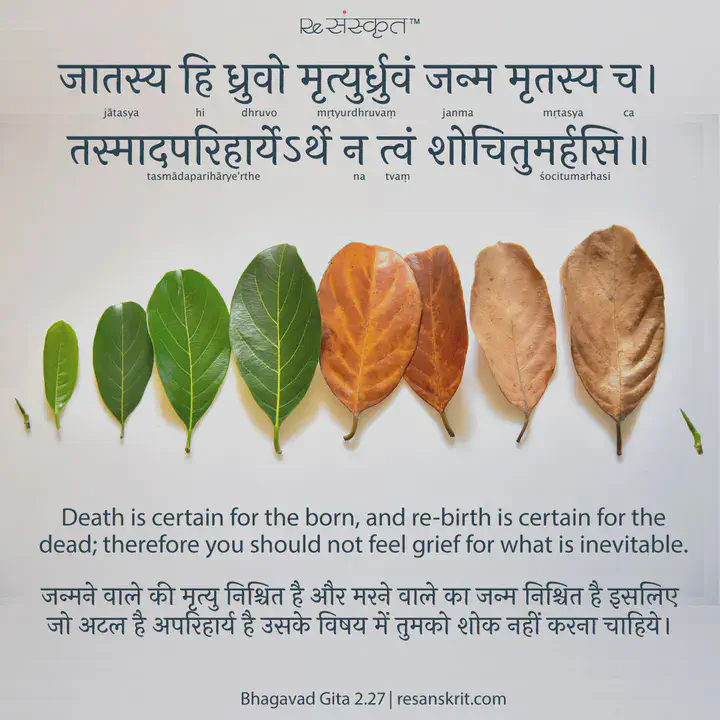 Re संस्कृत™
जातस्य हि ध्रुवो मृत्युर्ध्रुवं जन्म मृतस्य च।
jātasya hi dhruvo mṛtyurdhruvaṃ janma mṛtasya ca
तस्मादपरिहार्येऽर्थे न त्वं शोचितुमर्हसि॥
tasmādaparihārye'rthe na tvaṃ śocitumarhasi
Death is certain for the born, and re-birth is certain for the
dead; therefore you should not feel grief for what is inevitable.
जन्मने वाले की मृत्यु निश्चित है और मरने वाले का जन्म निश्चित है इसलिए
जो अटल है अपरिहार्य है उसके विषय में तुमको शोक नहीं करना चाहिये।
Bhagavad Gita 2.27 | resanskrit.com